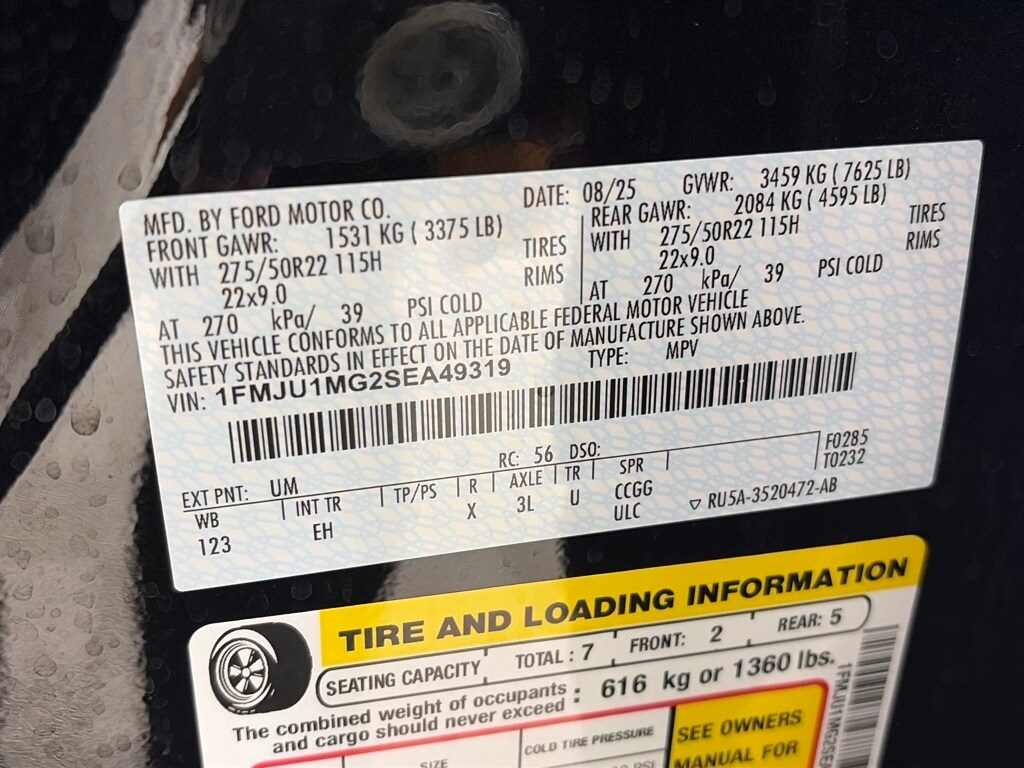 MFD. BY FORD MOTOR CO. DATE: 08/25 GVWR: 3459 KG ( 7625 LB)
FRONT GAWR: 1531 KG ( 3375 LB) REAR GAWR: 2084 KG ( 4595 LB)
WITH 275/50R22 115H TIRES WITH 275/50R22 115H TIRES
22x9.0 RIMS 22x9.0 RIMS
AT 270 kPa/ 39 PSI COLD AT 270 kPa/ 39 PSI COLD
THIS VEHICLE CONFORMS TO ALL APPLICABLE FEDERAL MOTOR VEHICLE
SAFETY STANDARDS IN EFFECT ON THE DATE OF MANUFACTURE SHOWN ABOVE.
VIN: 1FMJU1MG2SEA49319 TYPE: MPV
EXT PNT: UM RC: 56 DSO: F0285
WB INT TR TP/PS R AXLE TR SPR T0232
123 EH X 3L U CCGG
ULC ▽ RU5A-3520472-AB
TIRE AND LOADING INFORMATION
SEATING CAPACITY TOTAL : 7 FRONT: 2 REAR: 5
The combined weight of occupants
and cargo should never exceed : 616 kg or 1360 lbs.
SIZE COLD TIRE PRESSURE SEE OWNERS
MANUAL FOR